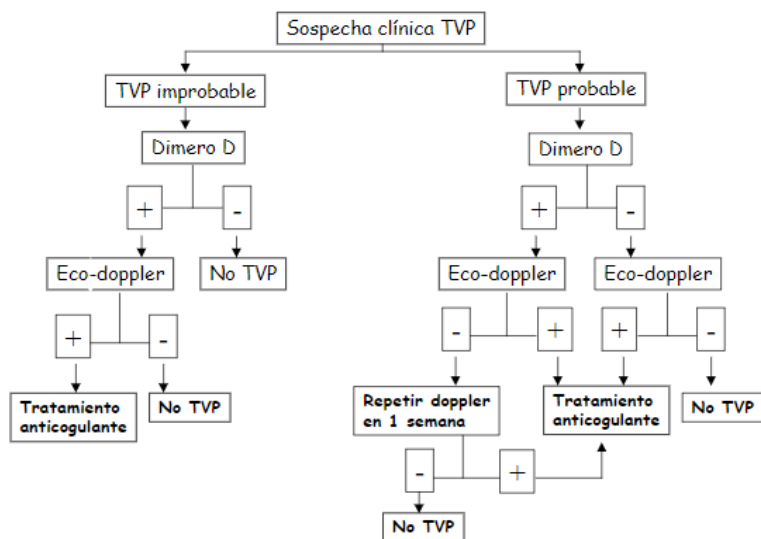 Sospecha clínica TVP
TVP improbable
TVP probable
Dimero D
Dimero D
+
-
+
-
Eco-doppler
No TVP
Eco-doppler
Eco-doppler
+
-
-
+
+
-
Tratamiento
anticogulante
No TVP
Repetir doppler
en 1 semana
Tratamiento
anticogulante
No TVP
-
+
No TVP